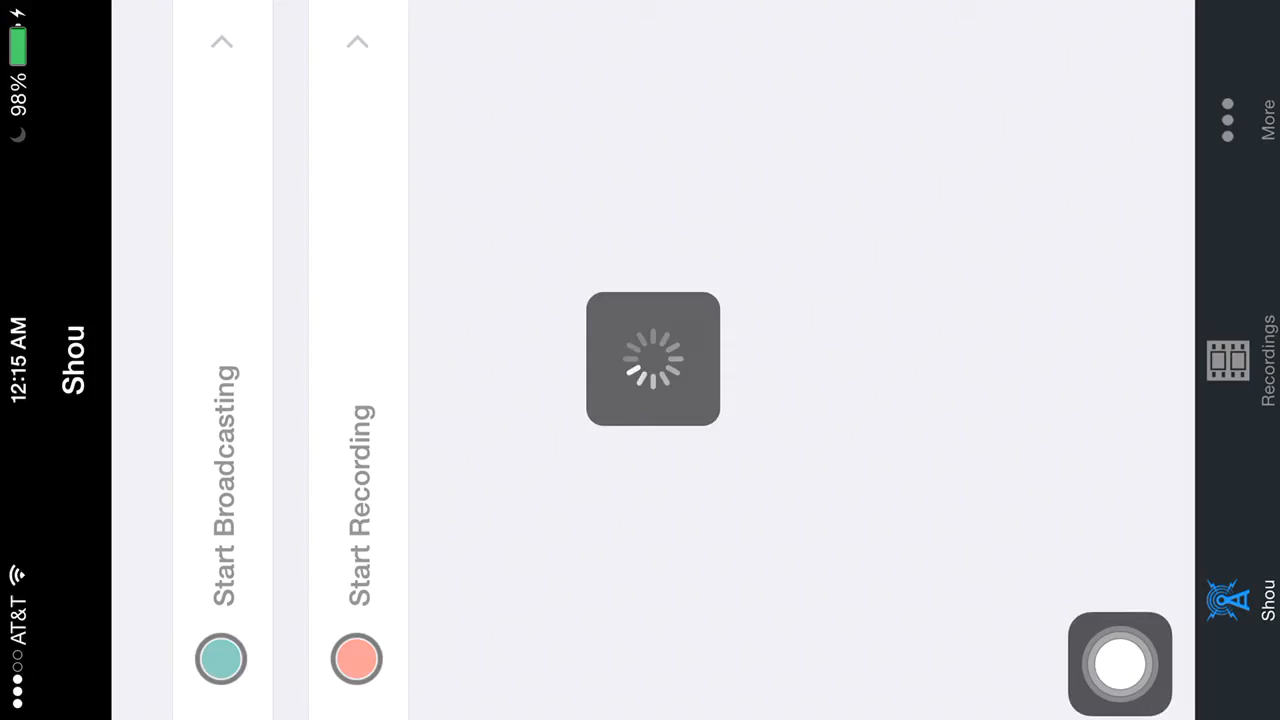 ●●●○○ AT&T 12:15 AM 98%
Shou
Start Broadcasting
Start Recording
Shou Recordings More